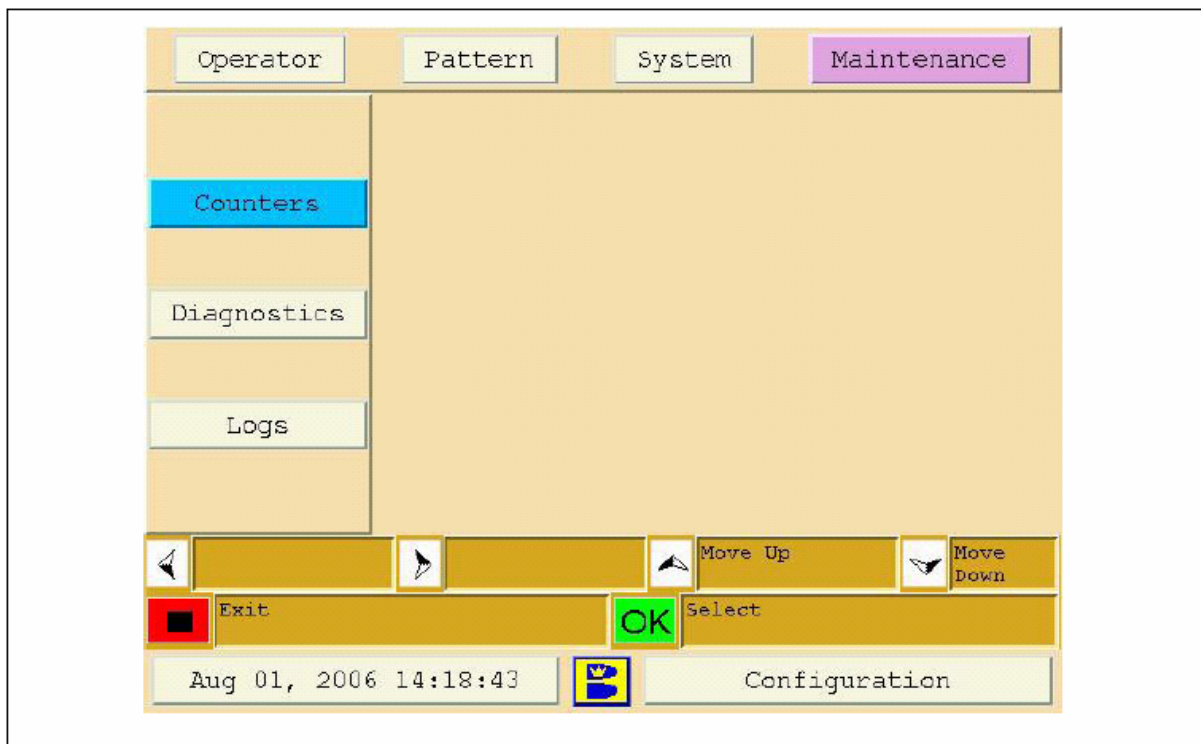 Operator Pattern System Maintenance
Counters
Diagnostics
Logs
Move Up
Move
Down
Exit
OK
Select
Aug 01, 2006 14:18:43
Configuration